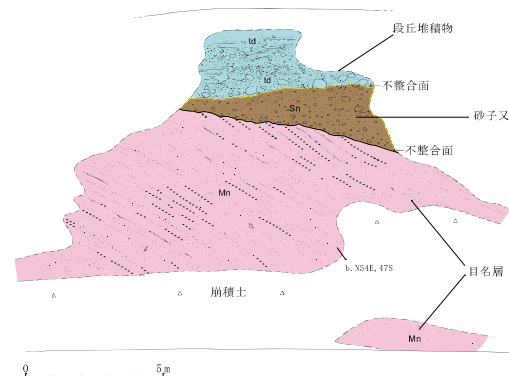 段丘堆積物
td
td
不整合面
Sn
砂子又
不整合面
Mn
b.N54E,47S
目名層
崩積土
Mn
0
5m